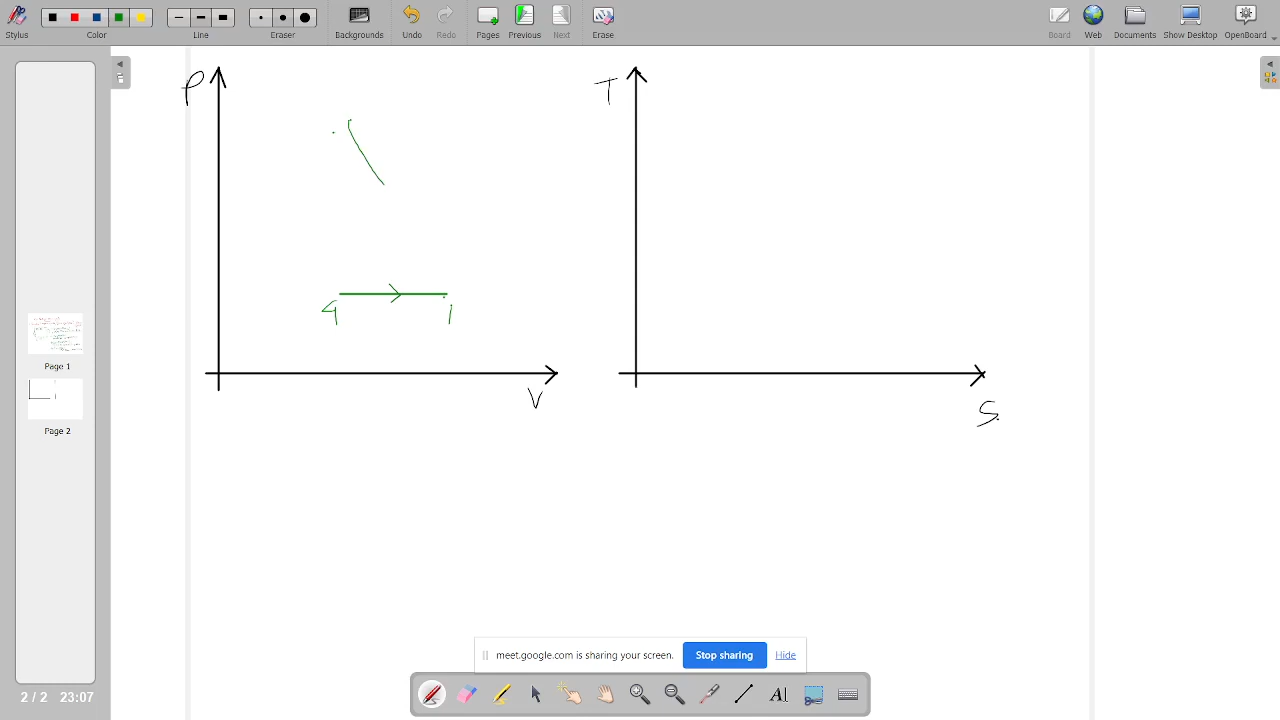 Stylus Color Line Eraser Backgrounds Undo Redo Pages Previous Next Erase Board Web Documents Show Desktop OpenBoard
P
T
4 1
V
S
Page 1
Page 2
2 / 2 23:07
meet.google.com is sharing your screen. Stop sharing Hide
AI